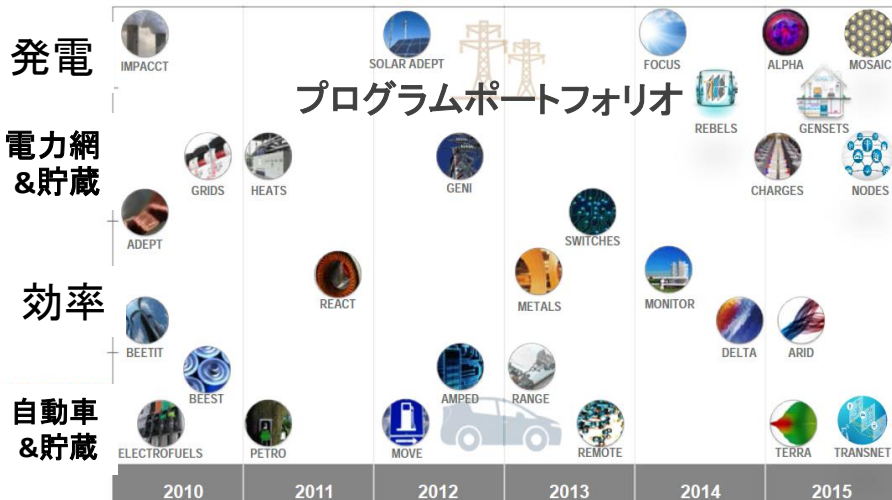 発電
IMPACCT
SOLAR ADEPT
FOCUS
ALPHA
MOSAIC
プログラムポートフォリオ
REBELS
GENSETS
電力網
&貯蔵
GRIDS
HEATS
GENI
CHARGES
NODES
ADEPT
SWITCHES
効率
REACT
METALS
MONITOR
BEETIT
DELTA
ARID
BEEST
AMPED
RANGE
自動車
&貯蔵
ELECTROFUELS
PETRO
MOVE
REMOTE
TERRA
TRANSNET
2010
2011
2012
2013
2014
2015